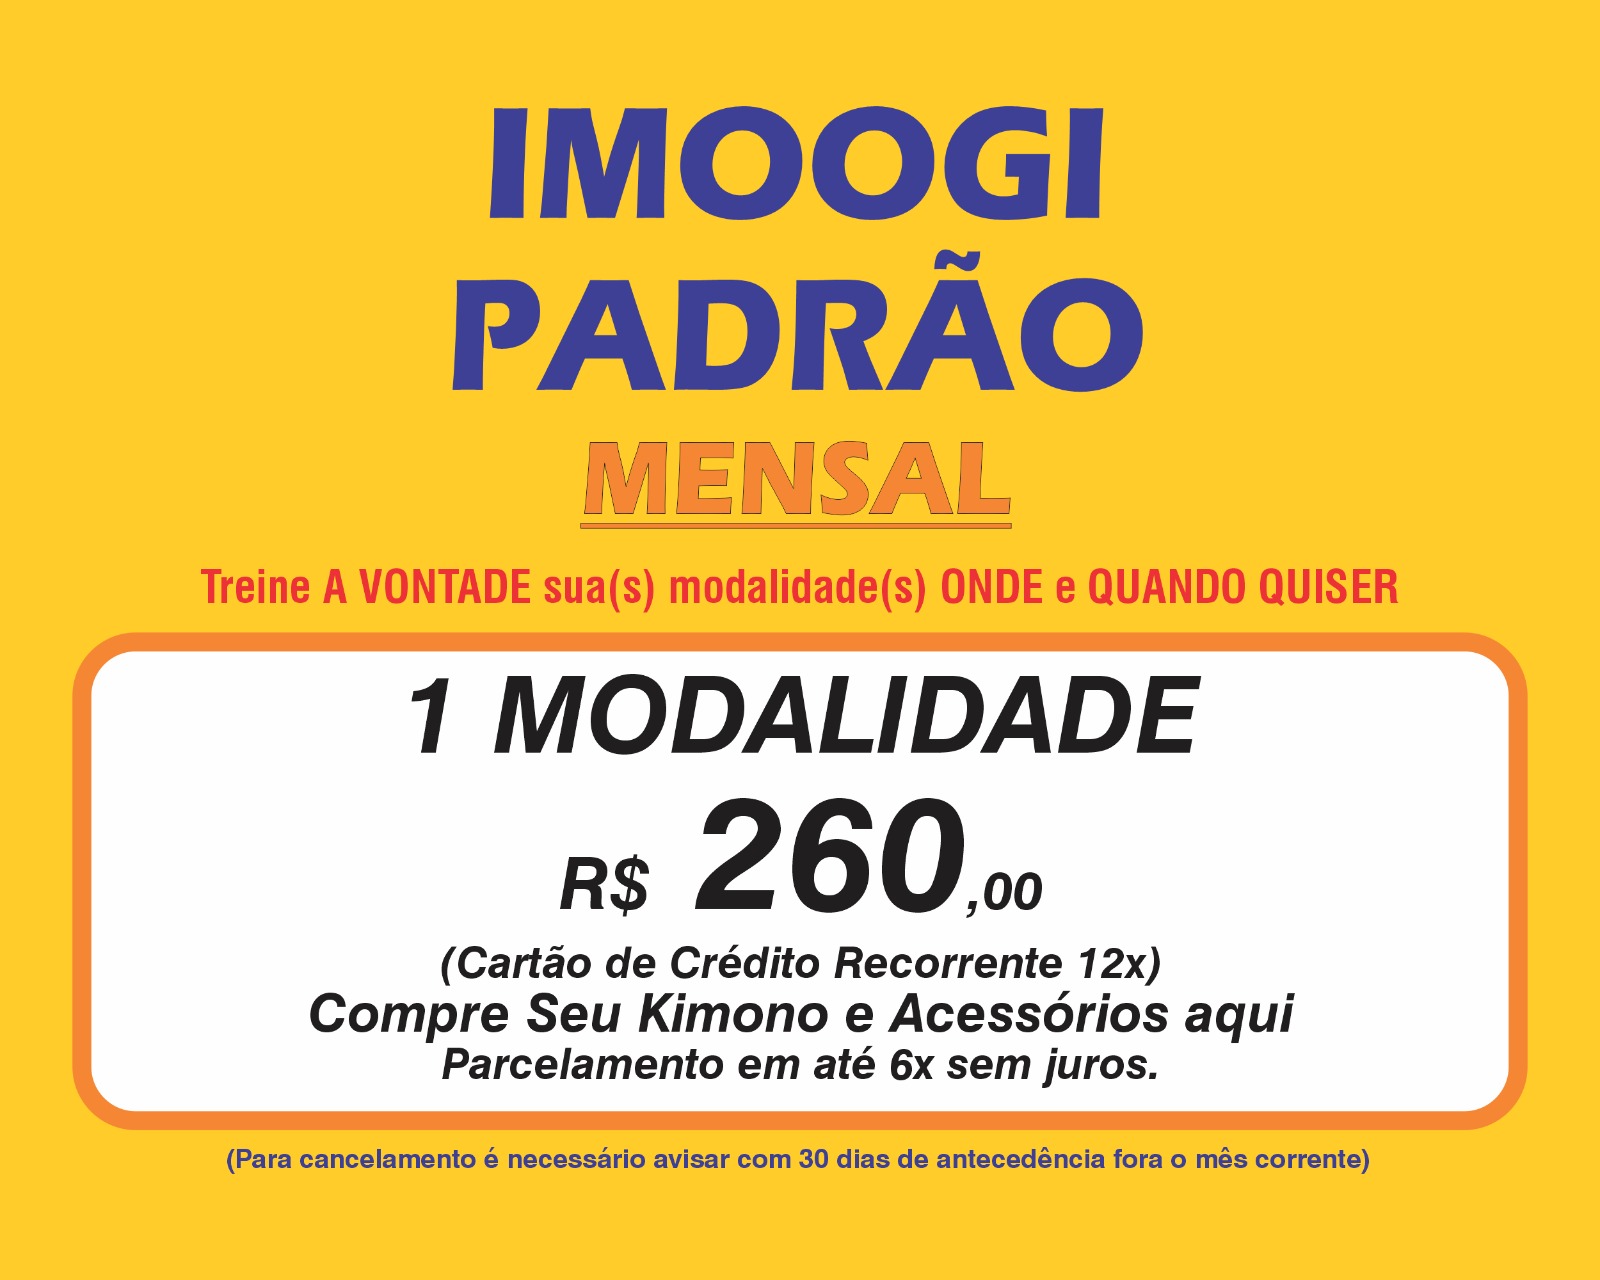 IMOOGI
PADRÃO
MENSAL
Treine A VONTADE sua(s) modalidade(s) ONDE e QUANDO QUISER
1 MODALIDADE
R$ 260,00
(Cartão de Crédito Recorrente 12x)
Compre Seu Kimono e Acessórios aqui
Parcelamento em até 6x sem juros.
(Para cancelamento é necessário avisar com 30 dias de antecedência fora o mês corrente)